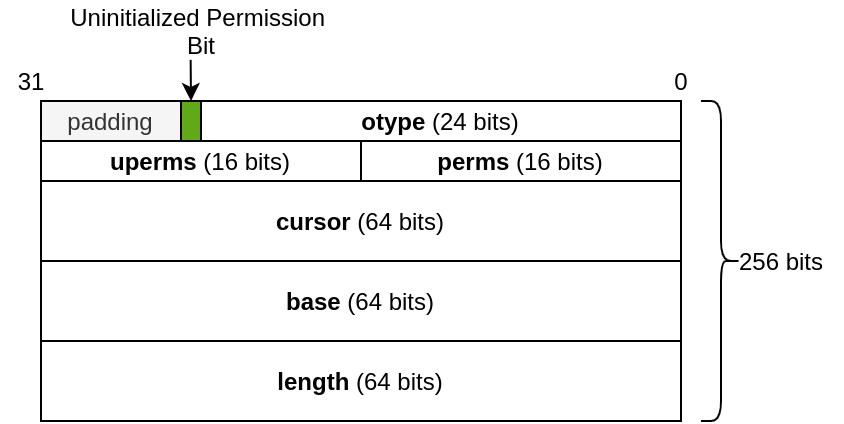 Uninitialized Permission
Bit
31
0
padding
otype (24 bits)
uperms (16 bits)
perms (16 bits)
cursor (64 bits)
256 bits
base (64 bits)
length (64 bits)